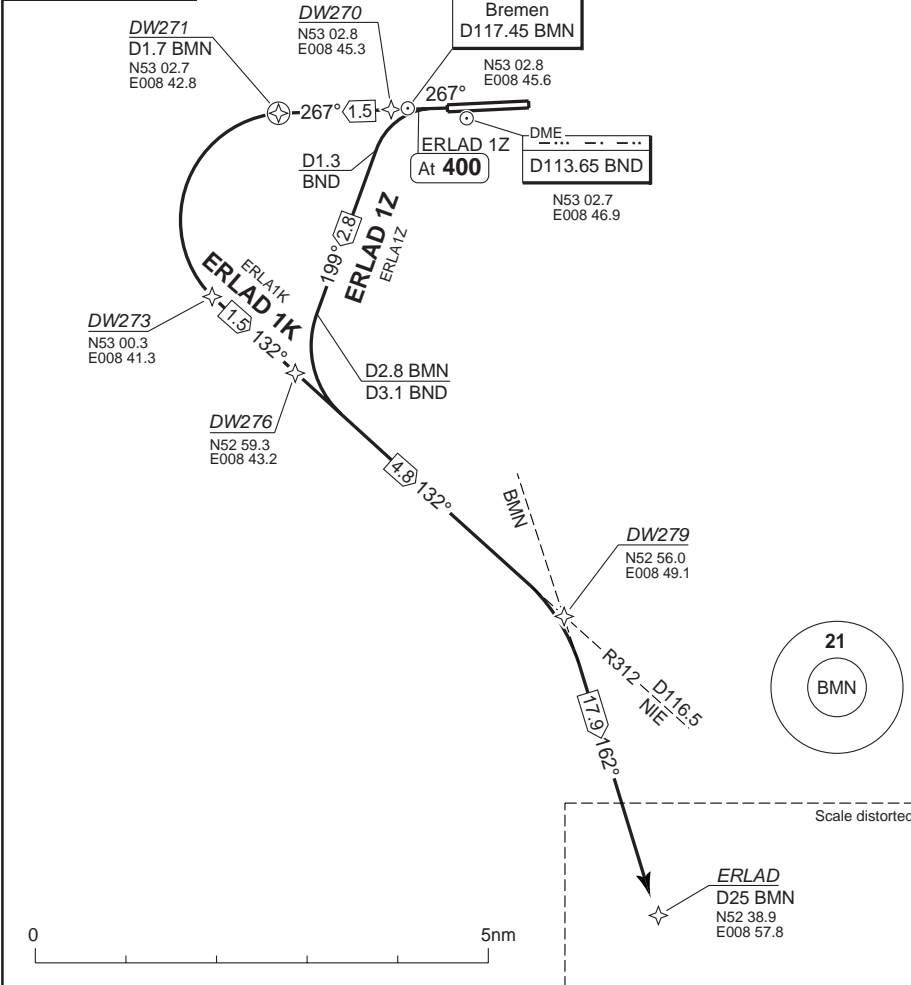 DW271
D1.7 BMN
N53 02.7
E008 42.8
DW270
N53 02.8
E008 45.3
Bremen
D117.45 BMN
N53 02.8
E008 45.6
267°
1.5
267°
ERLAD 1Z
At 400
DME
D113.65 BND
N53 02.7
E008 46.9
D1.3
BND
2.8
199°
ERLAD 1Z
ERLA1Z
ERLA1K
ERLAD 1K
1.5
132°
DW273
N53 00.3
E008 41.3
D2.8 BMN
D3.1 BND
DW276
N52 59.3
E008 43.2
4.8
132°
BMN
DW279
N52 56.0
E008 49.1
R312
D116.5
NIE
21
BMN
17.9
162°
Scale distorted
ERLAD
D25 BMN
N52 38.9
E008 57.8
0
5nm